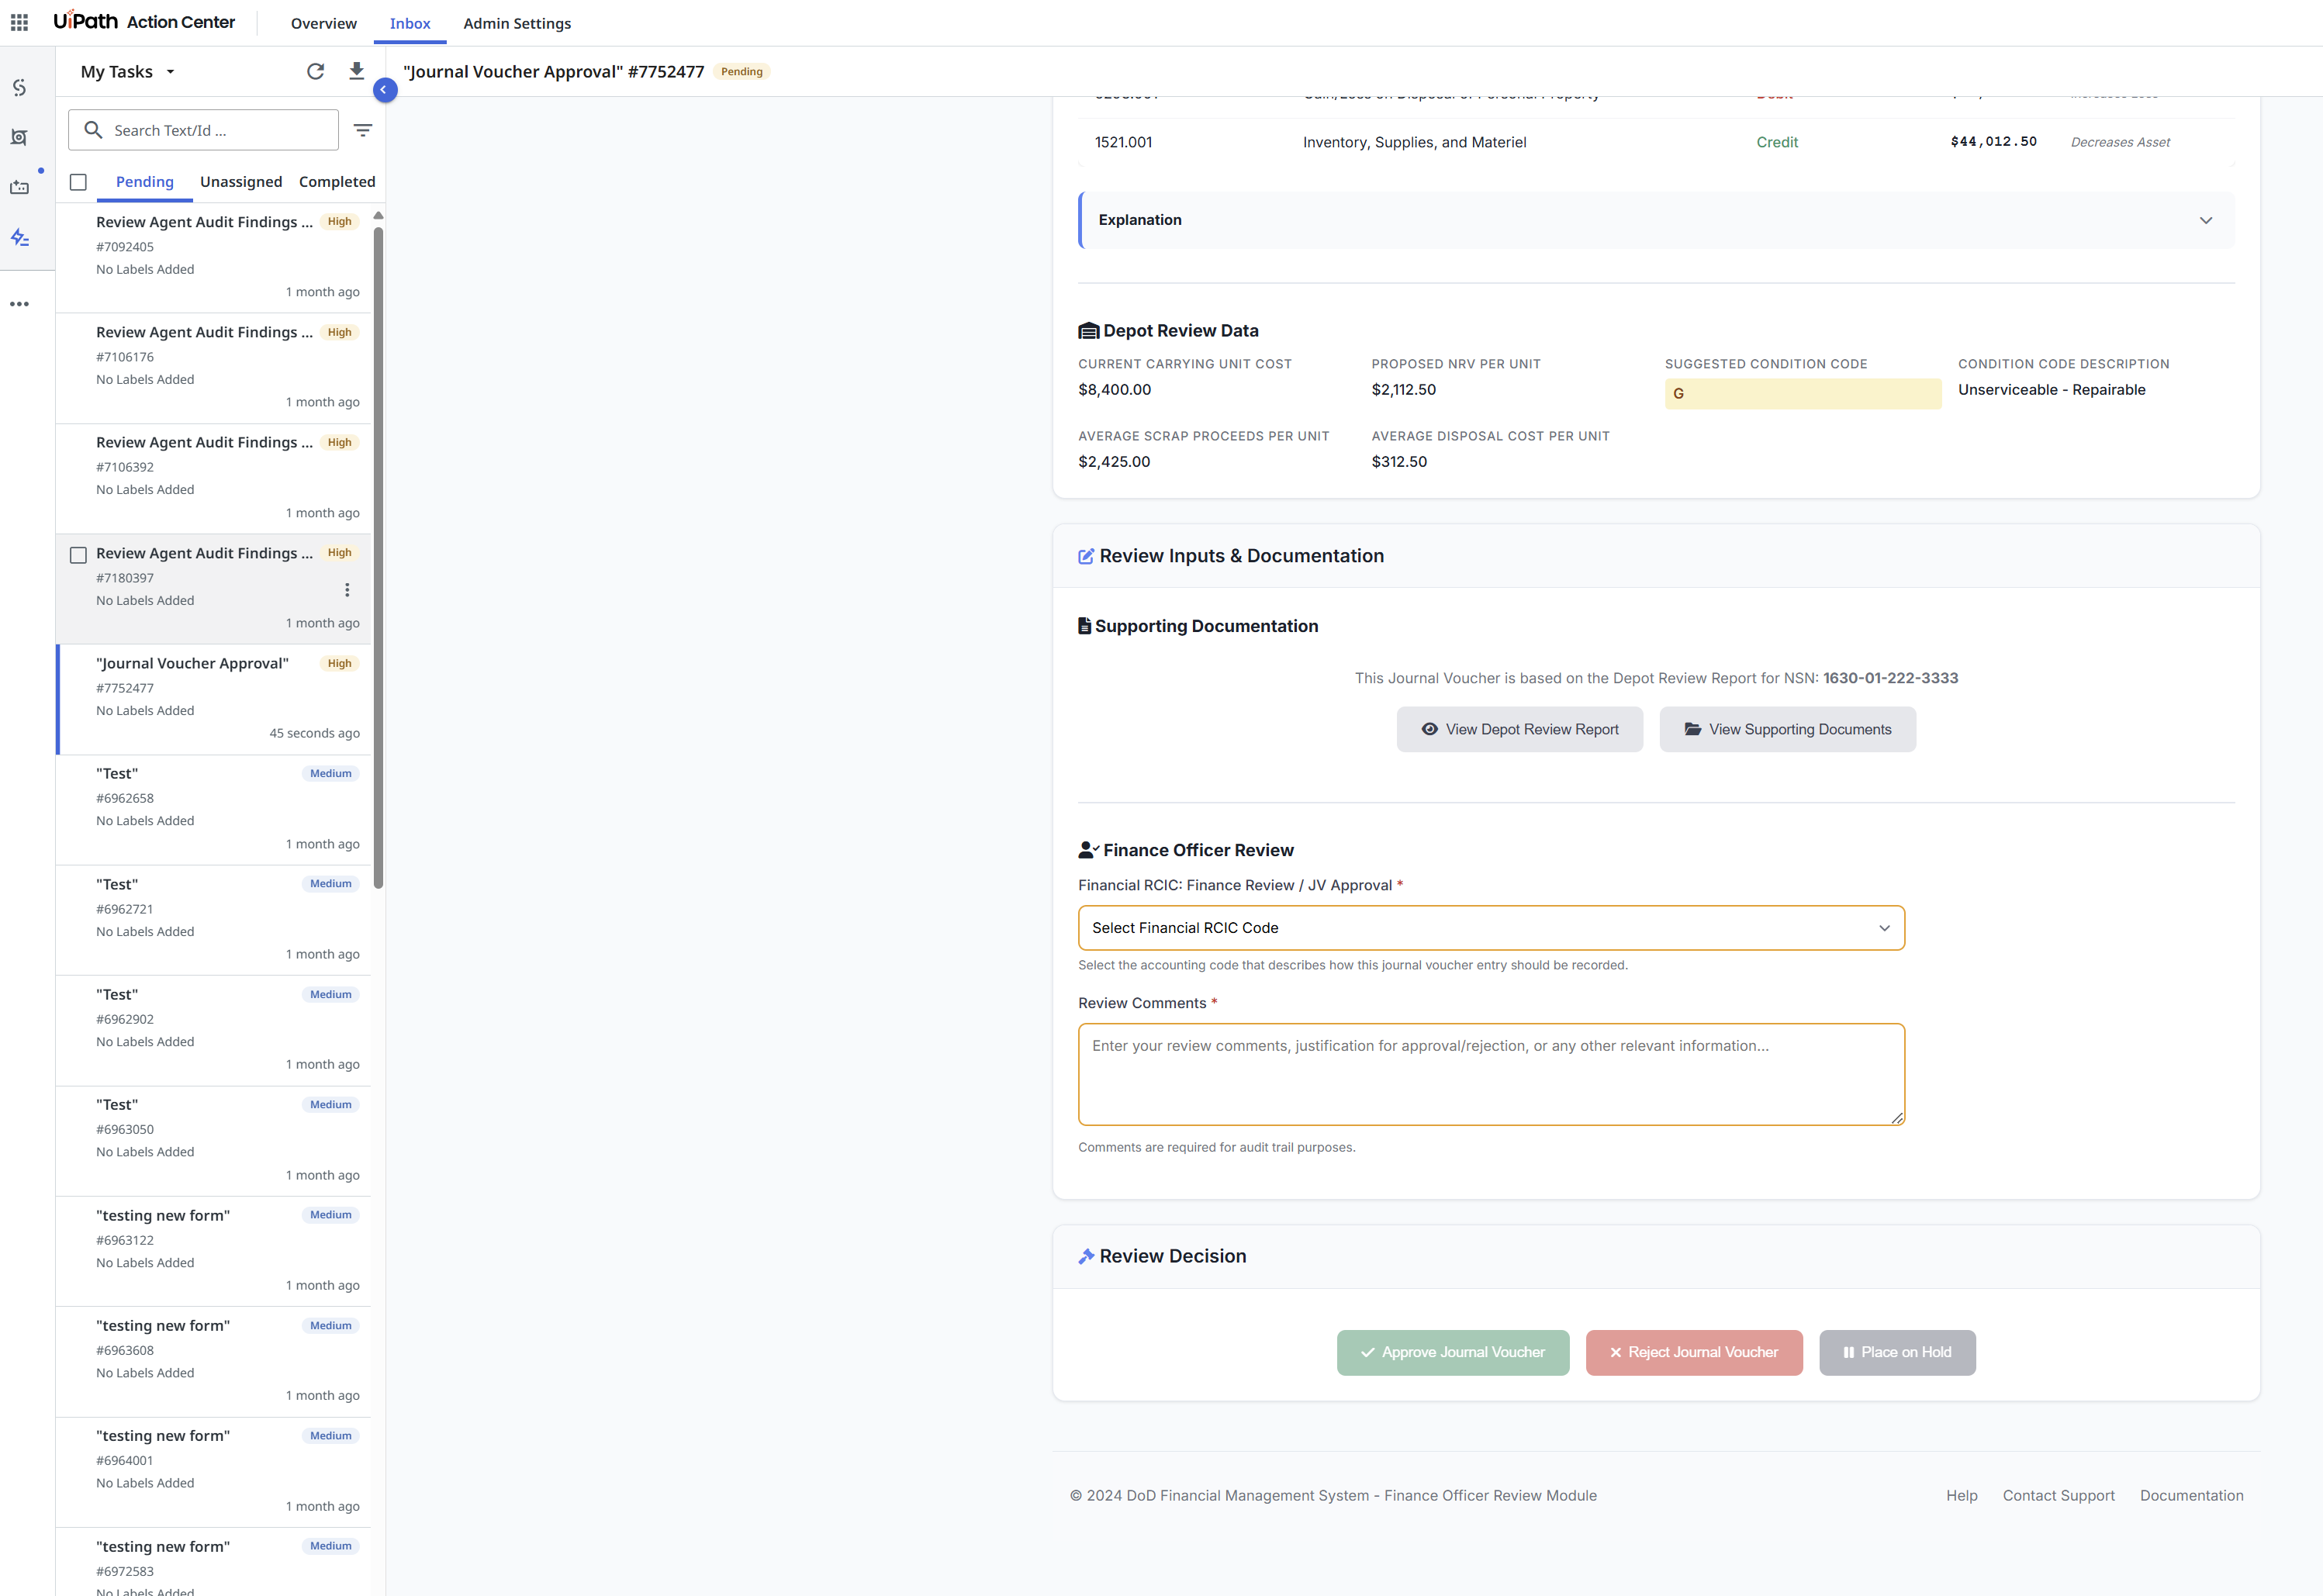 UiPath Action Center
Overview
Inbox
Admin Settings
My Tasks
"Journal Voucher Approval" #7752477
Pending
Search Text/Id ...
Pending
Unassigned
Completed
Review Agent Audit Findings ...
High
#7092405
No Labels Added
1 month ago
Review Agent Audit Findings ...
High
#7106176
No Labels Added
1 month ago
Review Agent Audit Findings ...
High
#7106392
No Labels Added
1 month ago
Review Agent Audit Findings ...
High
#7180397
No Labels Added
1 month ago
"Journal Voucher Approval"
High
#7752477
No Labels Added
45 seconds ago
"Test"
Medium
#6962658
No Labels Added
1 month ago
"Test"
Medium
#6962721
No Labels Added
1 month ago
"Test"
Medium
#6962902
No Labels Added
1 month ago
"Test"
Medium
#6963050
No Labels Added
1 month ago
"testing new form"
Medium
#6963122
No Labels Added
1 month ago
"testing new form"
Medium
#6963608
No Labels Added
1 month ago
"testing new form"
Medium
#6964001
No Labels Added
1 month ago
"testing new form"
Medium
#6972583
No Labels Added
Gain/Loss on Disposal of Personal Property
Debit
Increases Loss
1521.001
Inventory, Supplies, and Materiel
Credit
$44,012.50
Decreases Asset
Explanation
Depot Review Data
CURRENT CARRYING UNIT COST
$8,400.00
PROPOSED NRV PER UNIT
$2,112.50
SUGGESTED CONDITION CODE
G
CONDITION CODE DESCRIPTION
Unserviceable - Repairable
AVERAGE SCRAP PROCEEDS PER UNIT
$2,425.00
AVERAGE DISPOSAL COST PER UNIT
$312.50
Review Inputs & Documentation
Supporting Documentation
This Journal Voucher is based on the Depot Review Report for NSN: 1630-01-222-3333
View Depot Review Report
View Supporting Documents
Finance Officer Review
Financial RCIC: Finance Review / JV Approval *
Select Financial RCIC Code
Select the accounting code that describes how this journal voucher entry should be recorded.
Review Comments *
Enter your review comments, justification for approval/rejection, or any other relevant information...
Comments are required for audit trail purposes.
Review Decision
Approve Journal Voucher
Reject Journal Voucher
Place on Hold
© 2024 DoD Financial Management System - Finance Officer Review Module
Help
Contact Support
Documentation